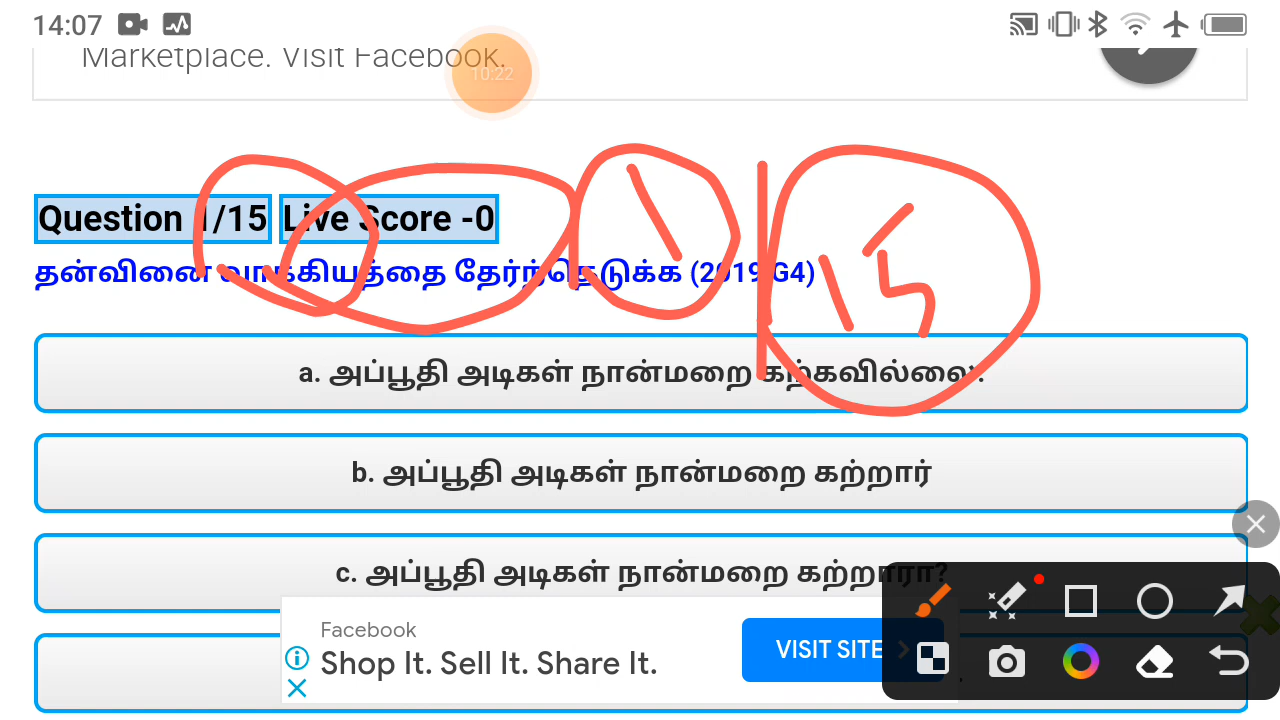 14:07
Marketplace. Visit Facebook.
10:22
Question 1/15 Live Score -0
தன்வினை வாக்கியத்தை தேர்ந்தெடுக்க (2019 G4)
1 15
a. அப்பூதி அடிகள் நான்மறை கற்கவில்லை.
b. அப்பூதி அடிகள் நான்மறை கற்றார்
c. அப்பூதி அடிகள் நான்மறை கற்றாரா?
Facebook
Shop It. Sell It. Share It.
VISIT SITE